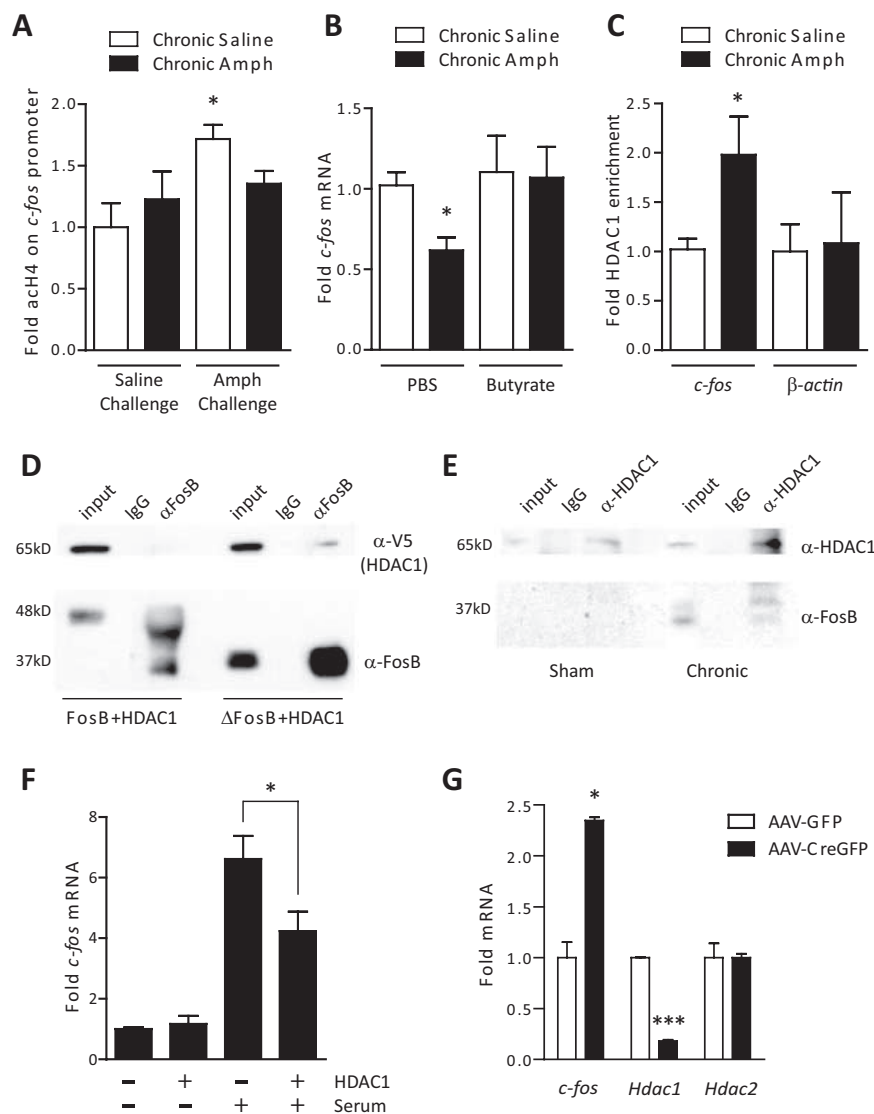 A
Chronic Saline
Chronic Amph
Fold acH4 on c-fos promoter
2.0
1.5
1.0
0.5
0.0
*
Saline Challenge
Amph Challenge
B
Chronic Saline
Chronic Amph
Fold c-fos mRNA
1.5
1.0
0.5
0.0
*
PBS
Butyrate
C
Chronic Saline
Chronic Amph
Fold HDAC1 enrichment
2.5
2.0
1.5
1.0
0.5
0.0
*
c-fos
β-actin
D
input IgG αFosB input IgG αFosB
65kD
α-V5
(HDAC1)
48kD
37kD
α-FosB
FosB+HDAC1
ΔFosB+HDAC1
E
input IgG α-HDAC1 input IgG α-HDAC1
65kD
α-HDAC1
37kD
α-FosB
Sham
Chronic
F
Fold c-fos mRNA
8
6
4
2
0
*
– + – + HDAC1
– – + + Serum
G
AAV-GFP
AAV-CreGFP
Fold mRNA
2.5
2.0
1.5
1.0
0.5
0.0
*
***
c-fos
Hdac1
Hdac2